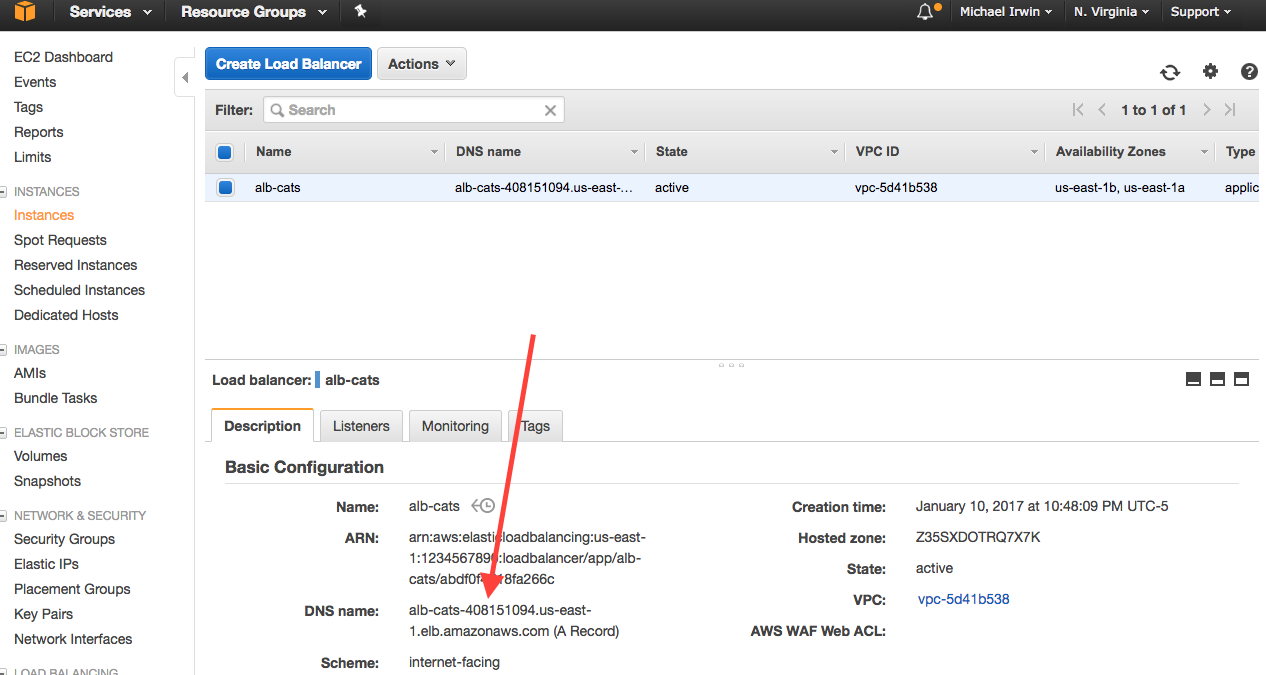 Services Resource Groups Michael Irwin N. Virginia Support
EC2 Dashboard
Events
Tags
Reports
Limits
INSTANCES
Instances
Spot Requests
Reserved Instances
Scheduled Instances
Dedicated Hosts
IMAGES
AMIs
Bundle Tasks
ELASTIC BLOCK STORE
Volumes
Snapshots
NETWORK & SECURITY
Security Groups
Elastic IPs
Placement Groups
Key Pairs
Network Interfaces
LOAD BALANCING
Create Load Balancer Actions
Filter: Search 1 to 1 of 1
Name DNS name State VPC ID Availability Zones Type
alb-cats alb-cats-408151094.us-east-... active vpc-5d41b538 us-east-1b, us-east-1a applic
Load balancer: alb-cats
Description Listeners Monitoring Tags
Basic Configuration
Name: alb-cats
ARN: arn:aws:elasticloadbalancing:us-east-
1:1234567890:loadbalancer/app/alb-
DNS name: alb-cats-408151094.us-east-
1.elb.amazonaws.com (A Record)
Scheme: internet-facing
Creation time: January 10, 2017 at 10:48:09 PM UTC-5
Hosted zone: Z35SXDOTRQ7X7K
State: active
VPC: vpc-5d41b538
AWS WAF Web ACL: